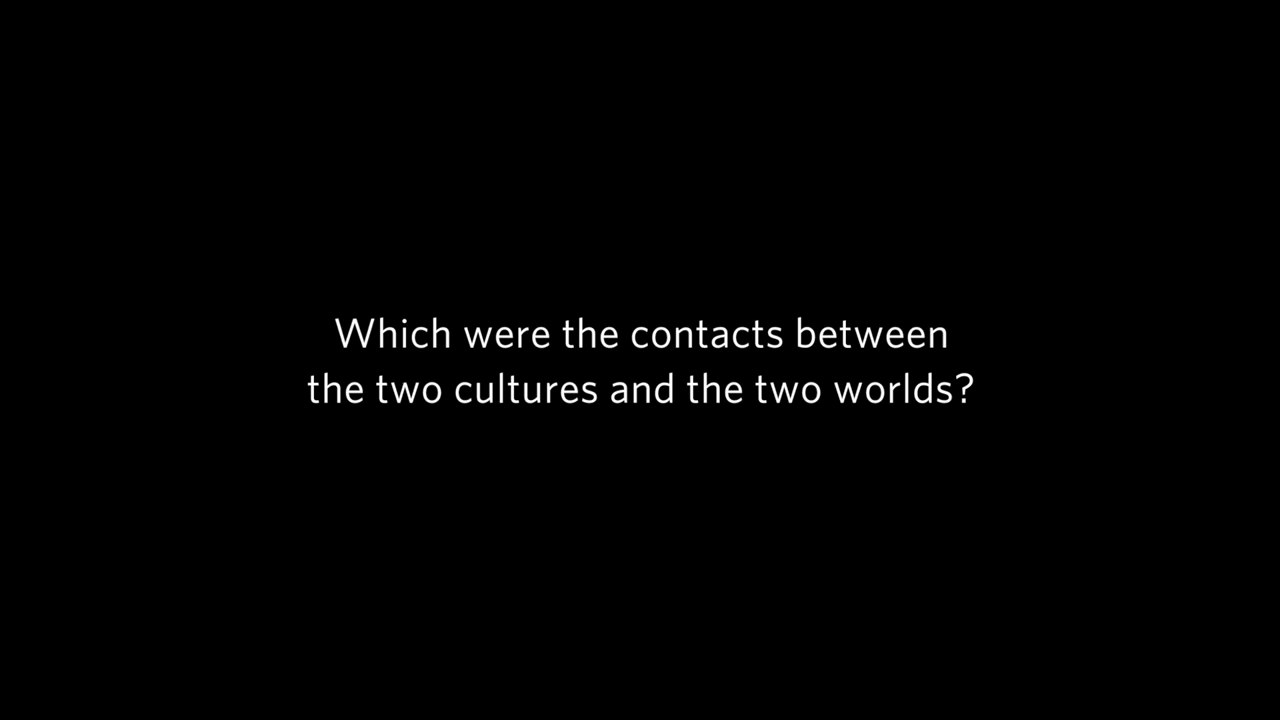 Which were the contacts between
the two cultures and the two worlds?